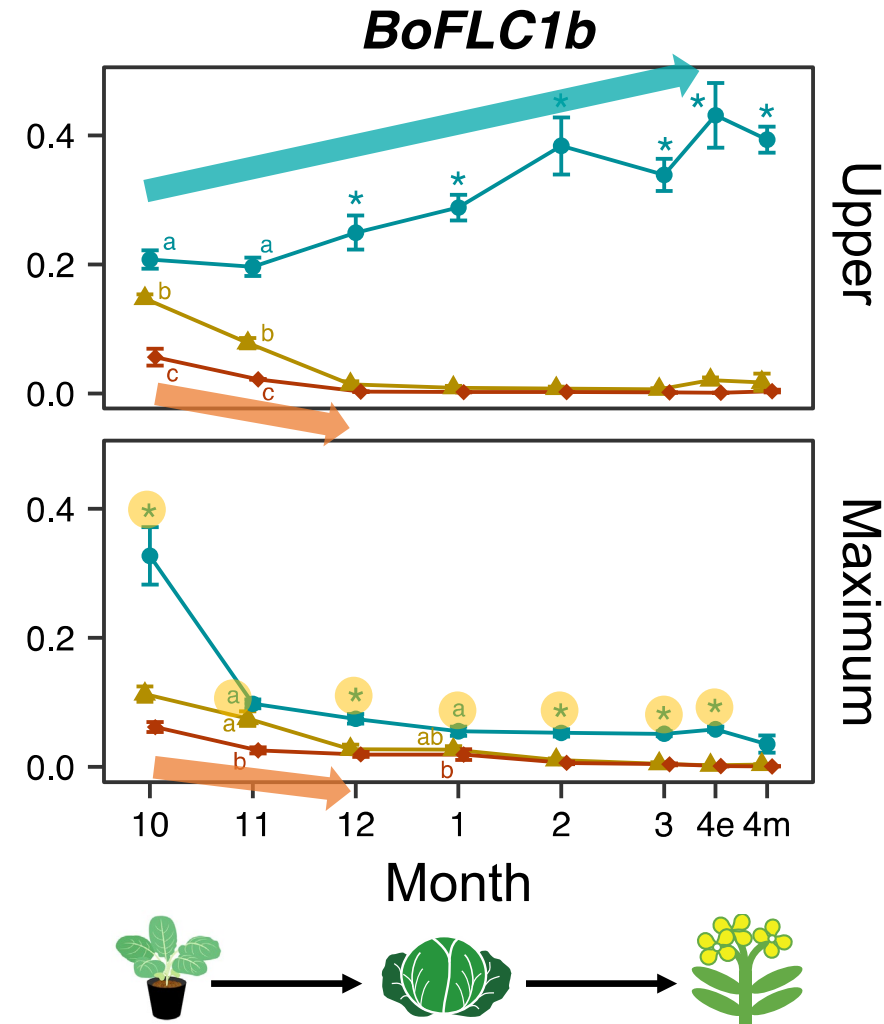 BoFLC1b
0.4
0.2
0.0
Upper
* * * * * *
a a
b b
c c
0.4
0.2
0.0
Maximum
* a * a * * *
a ab
b b
10 11 12 1 2 3 4e 4m
Month